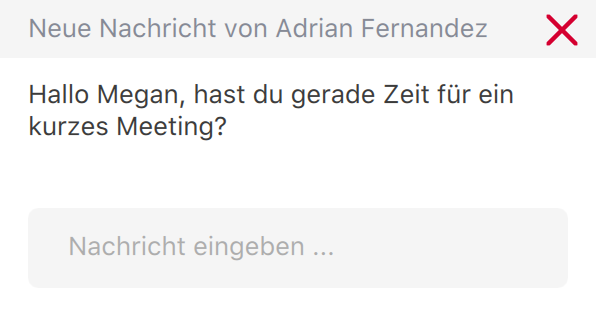 Neue Nachricht von Adrian Fernandez
Hallo Megan, hast du gerade Zeit für ein
kurzes Meeting?
Nachricht eingeben ...